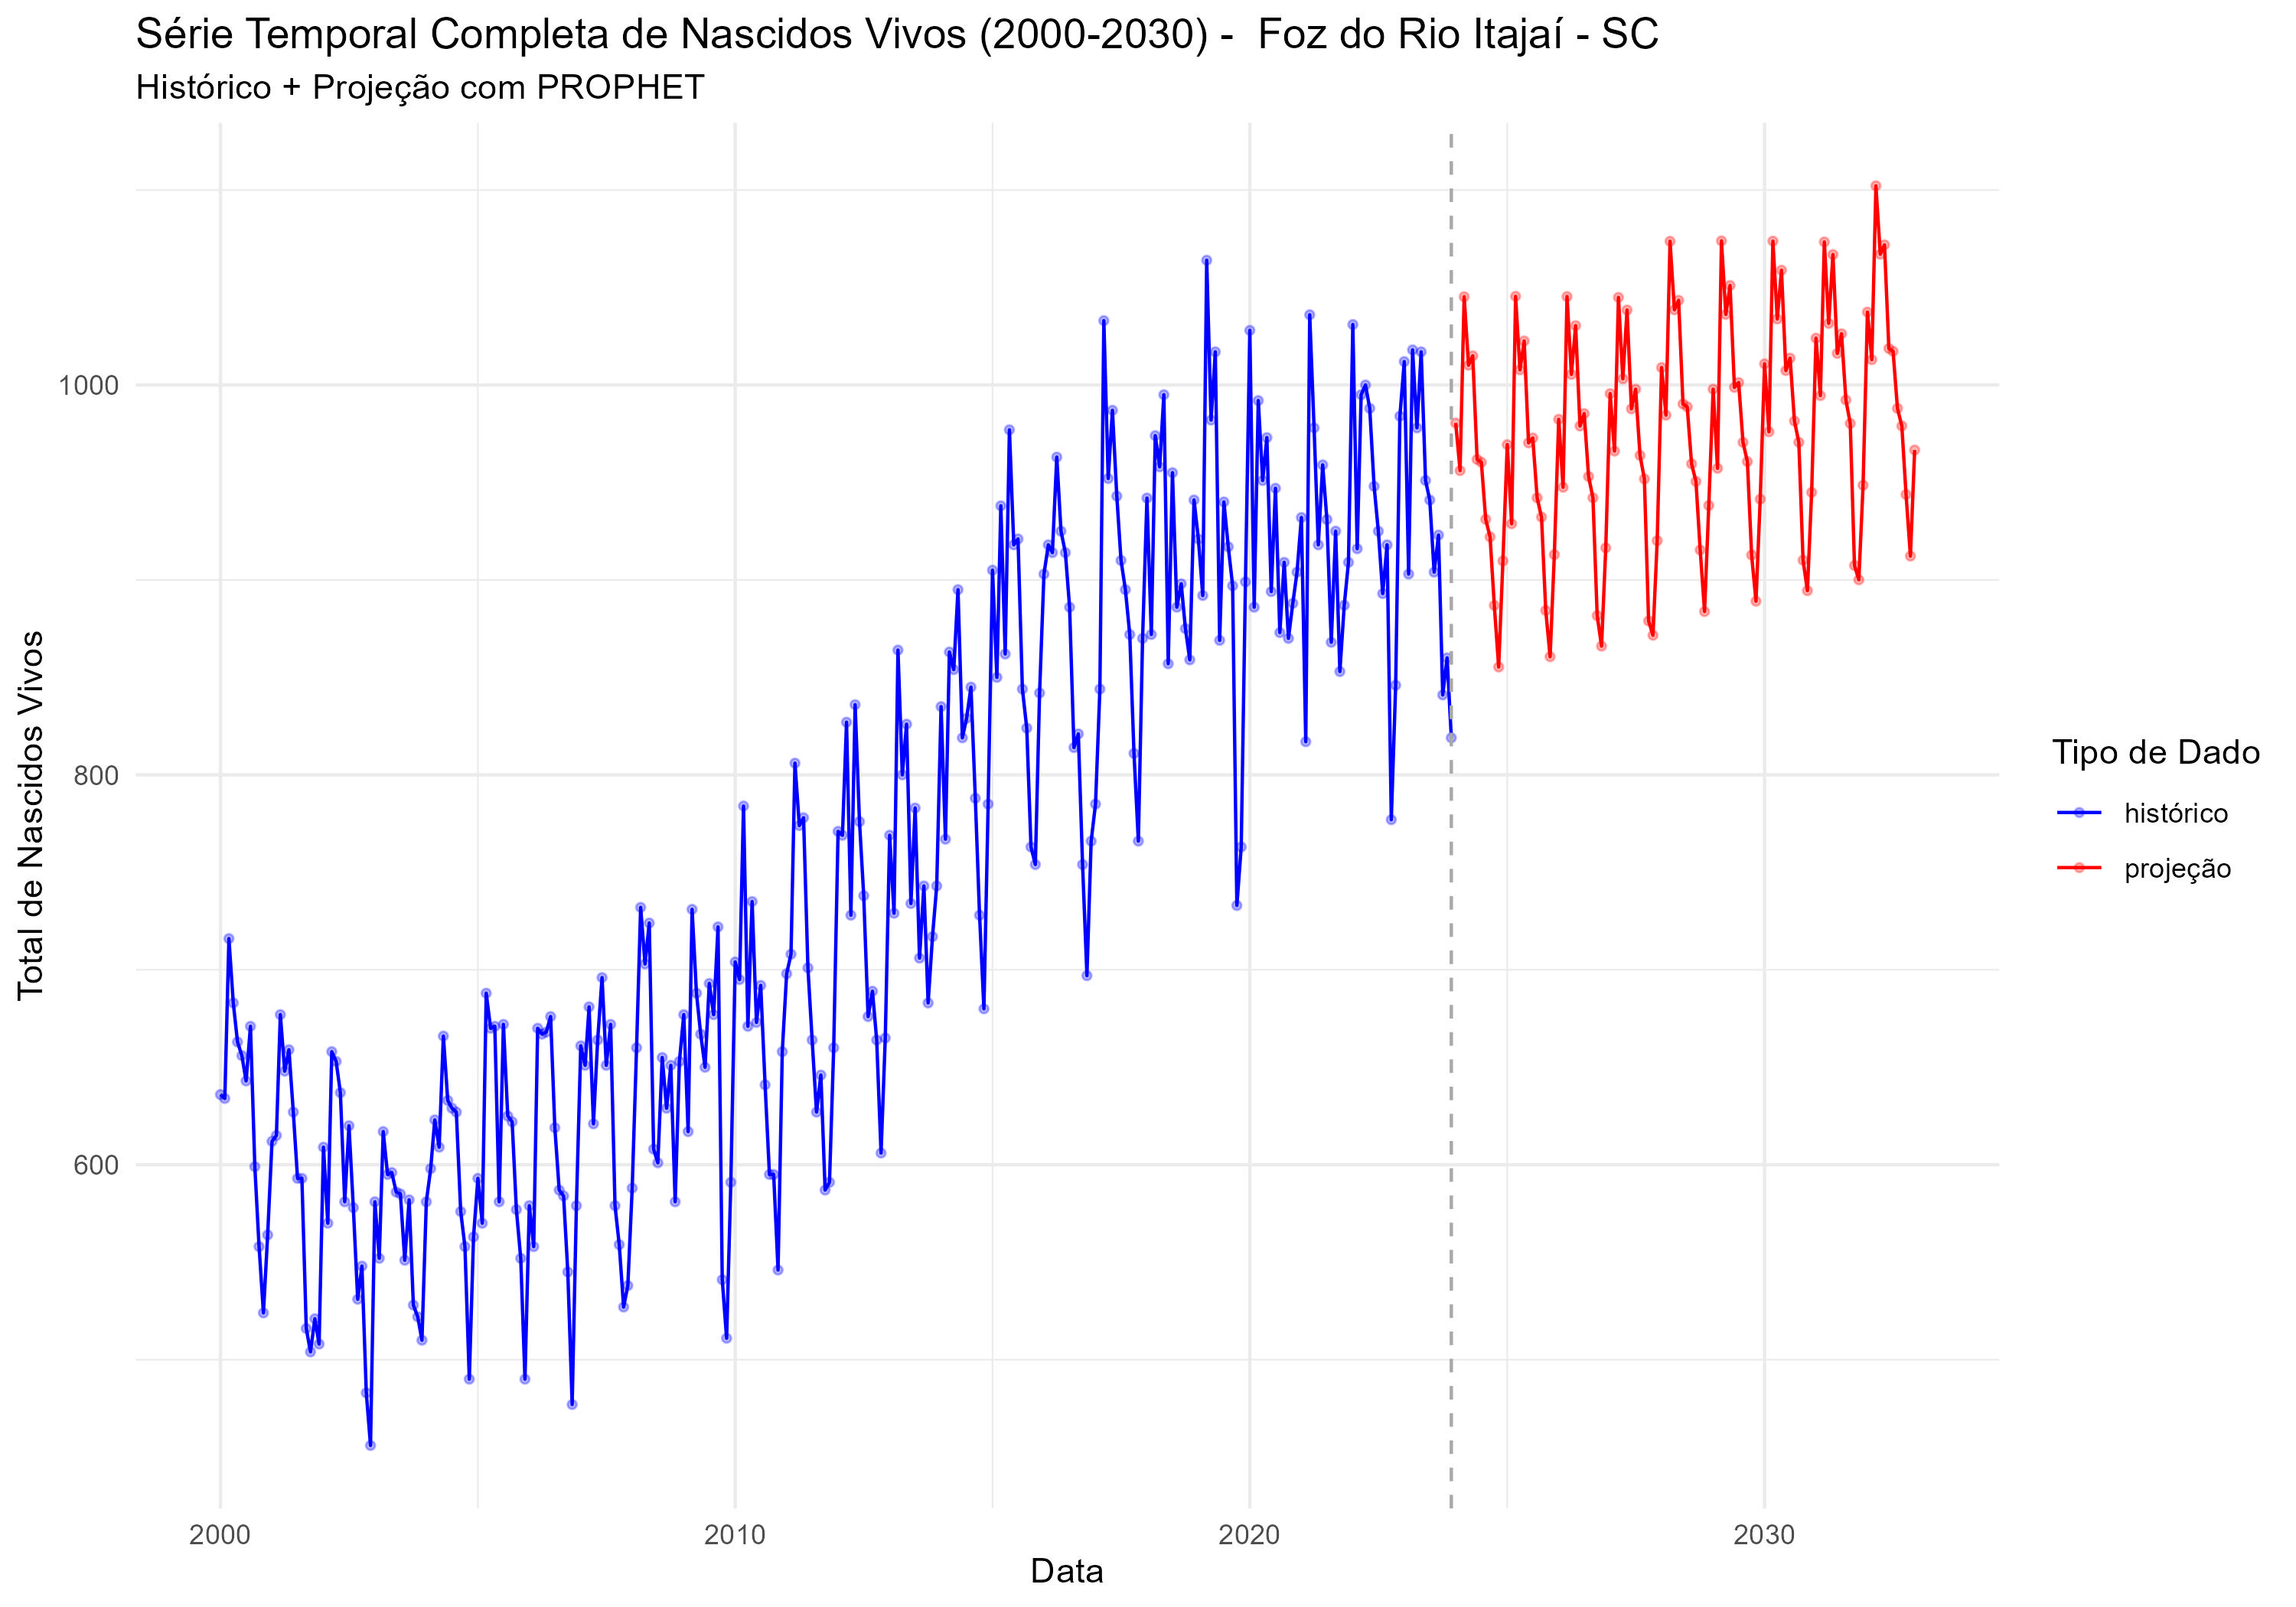 Série Temporal Completa de Nascidos Vivos (2000-2030) -  Foz do Rio Itajaí - SC
Histórico + Projeção com PROPHET
Total de Nascidos Vivos
1000
800
600
2000
2010
2020
2030
Data
Tipo de Dado
histórico
projeção